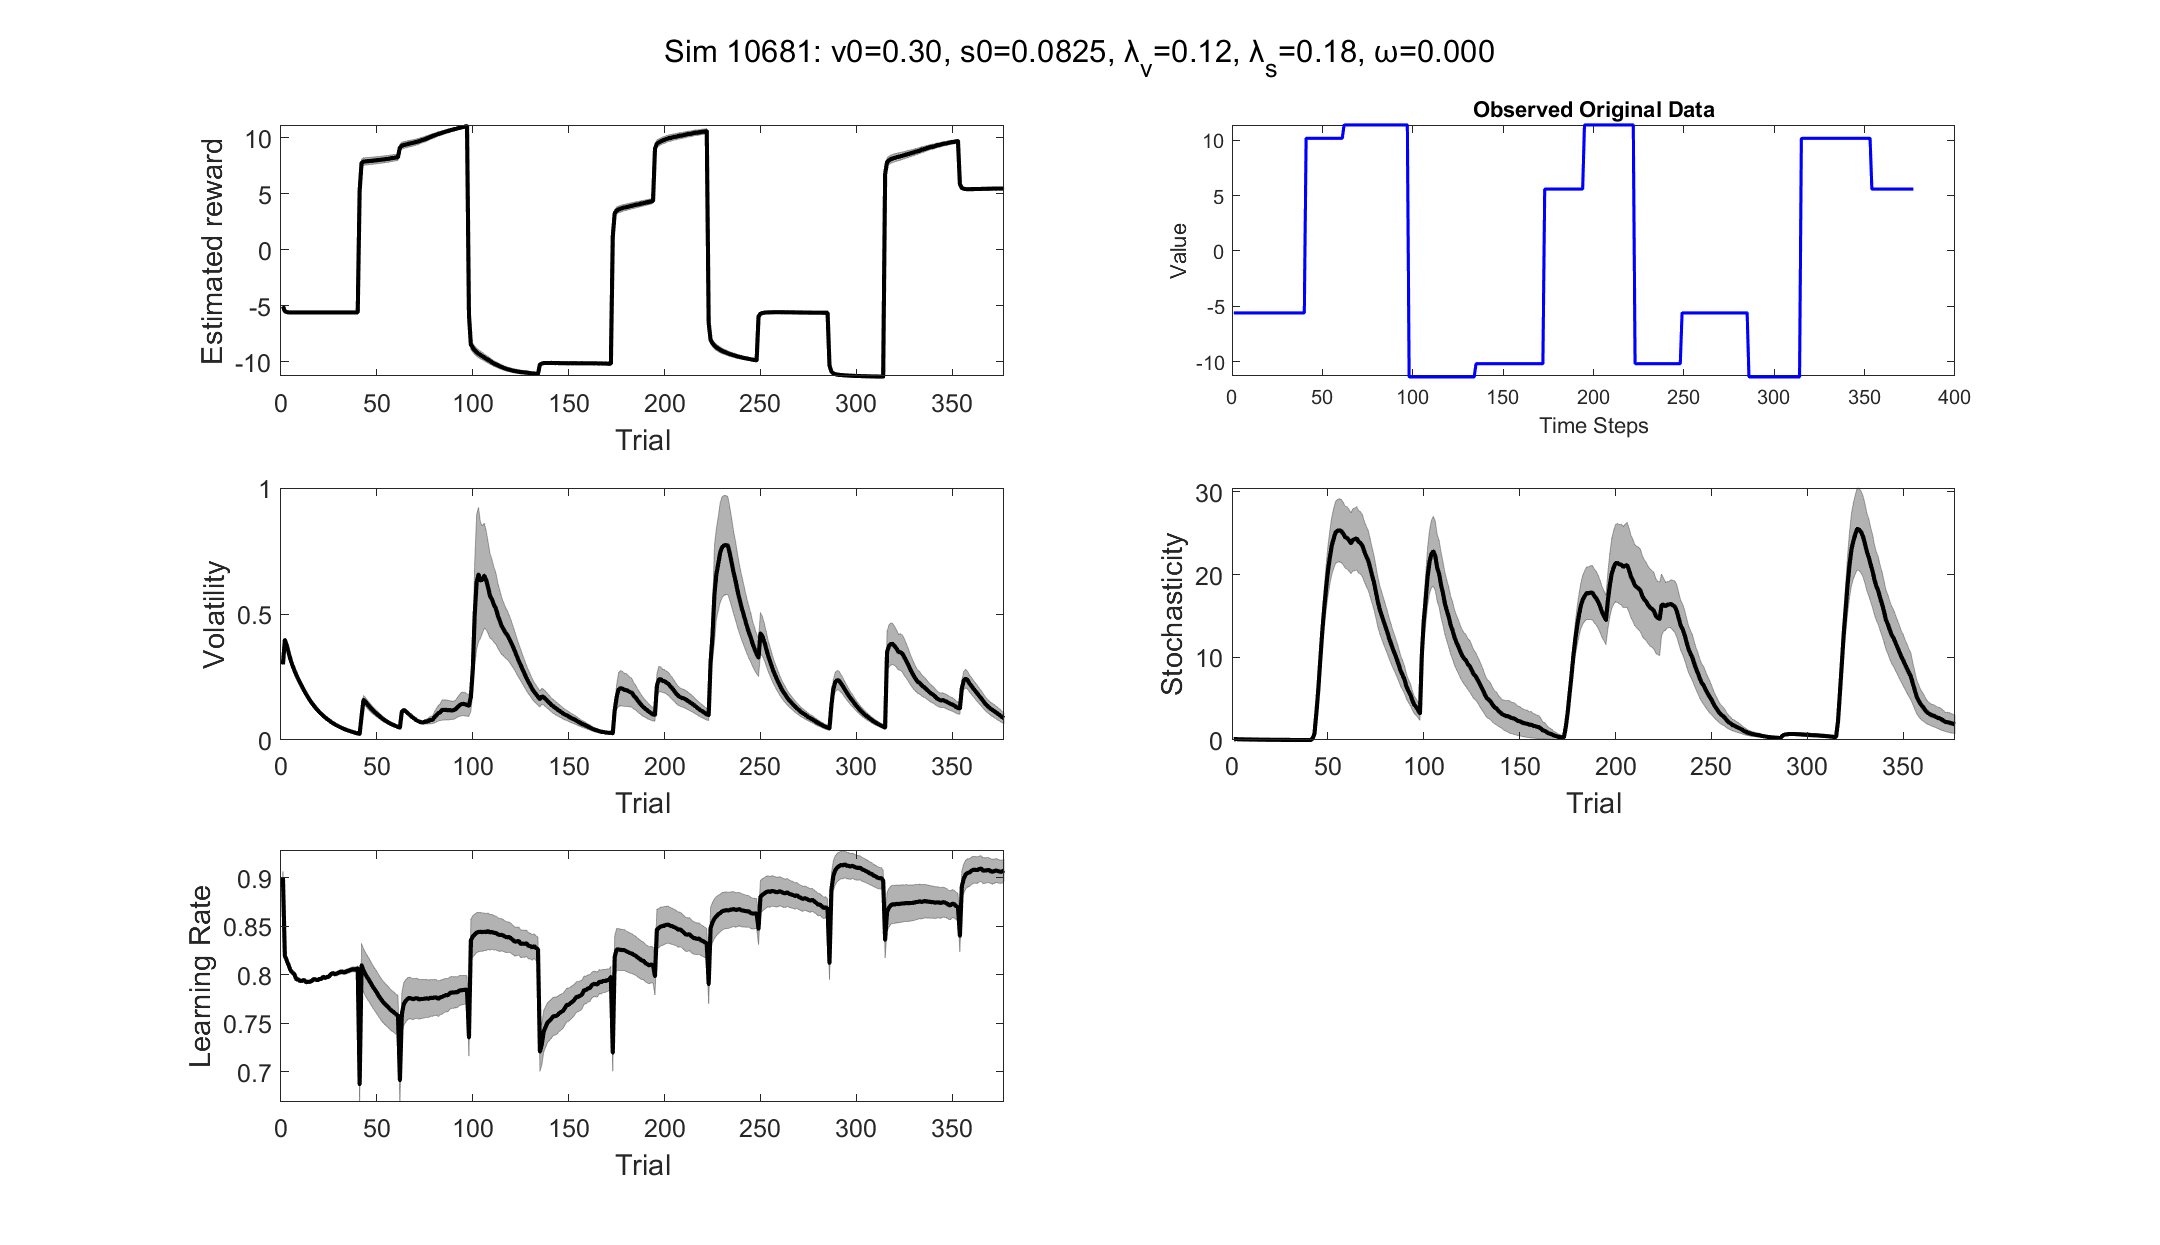 Sim 10681: v0=0.30, s0=0.0825, λ_v=0.12, λ_s=0.18, ω=0.000
Estimated reward
10
5
0
-5
-10
0 50 100 150 200 250 300 350
Trial
Observed Original Data
Value
10
5
0
-5
-10
0 50 100 150 200 250 300 350 400
Time Steps
Volatility
1
0.5
0
0 50 100 150 200 250 300 350
Trial
Stochasticity
30
20
10
0
0 50 100 150 200 250 300 350
Trial
Learning Rate
0.9
0.85
0.8
0.75
0.7
0 50 100 150 200 250 300 350
Trial